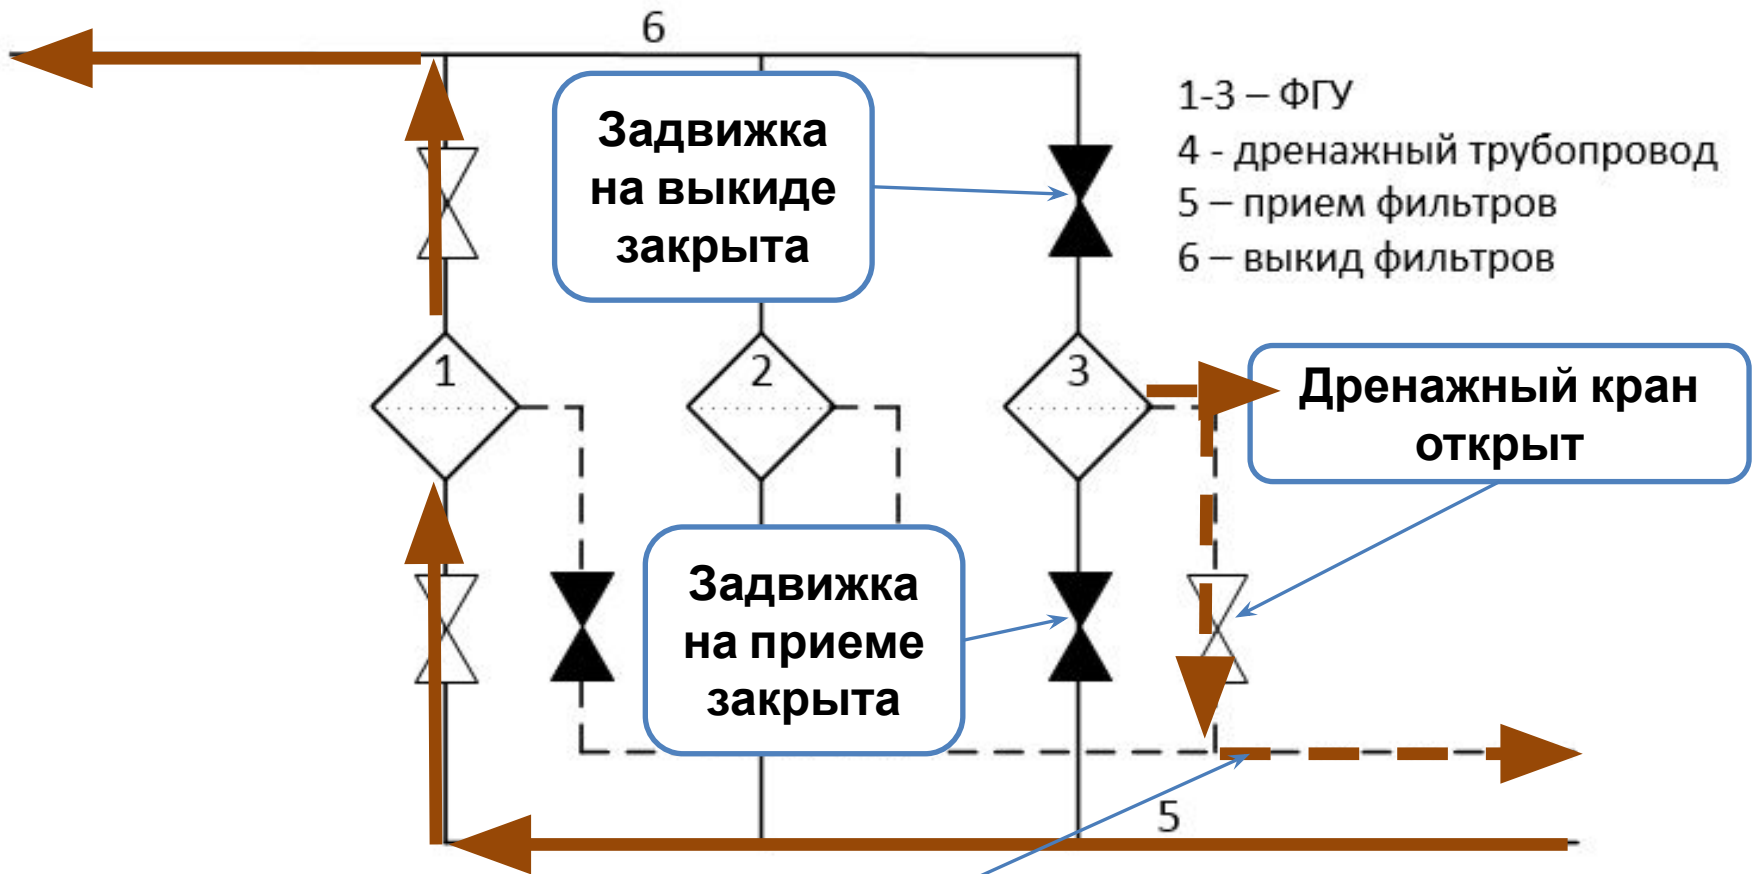 6
1-3 – ФГУ
4 - дренажный трубопровод
5 – прием фильтров
6 – выкид фильтров
Задвижка
на выкиде
закрыта
1
2
3
Дренажный кран
открыт
Задвижка
на приеме
закрыта
5